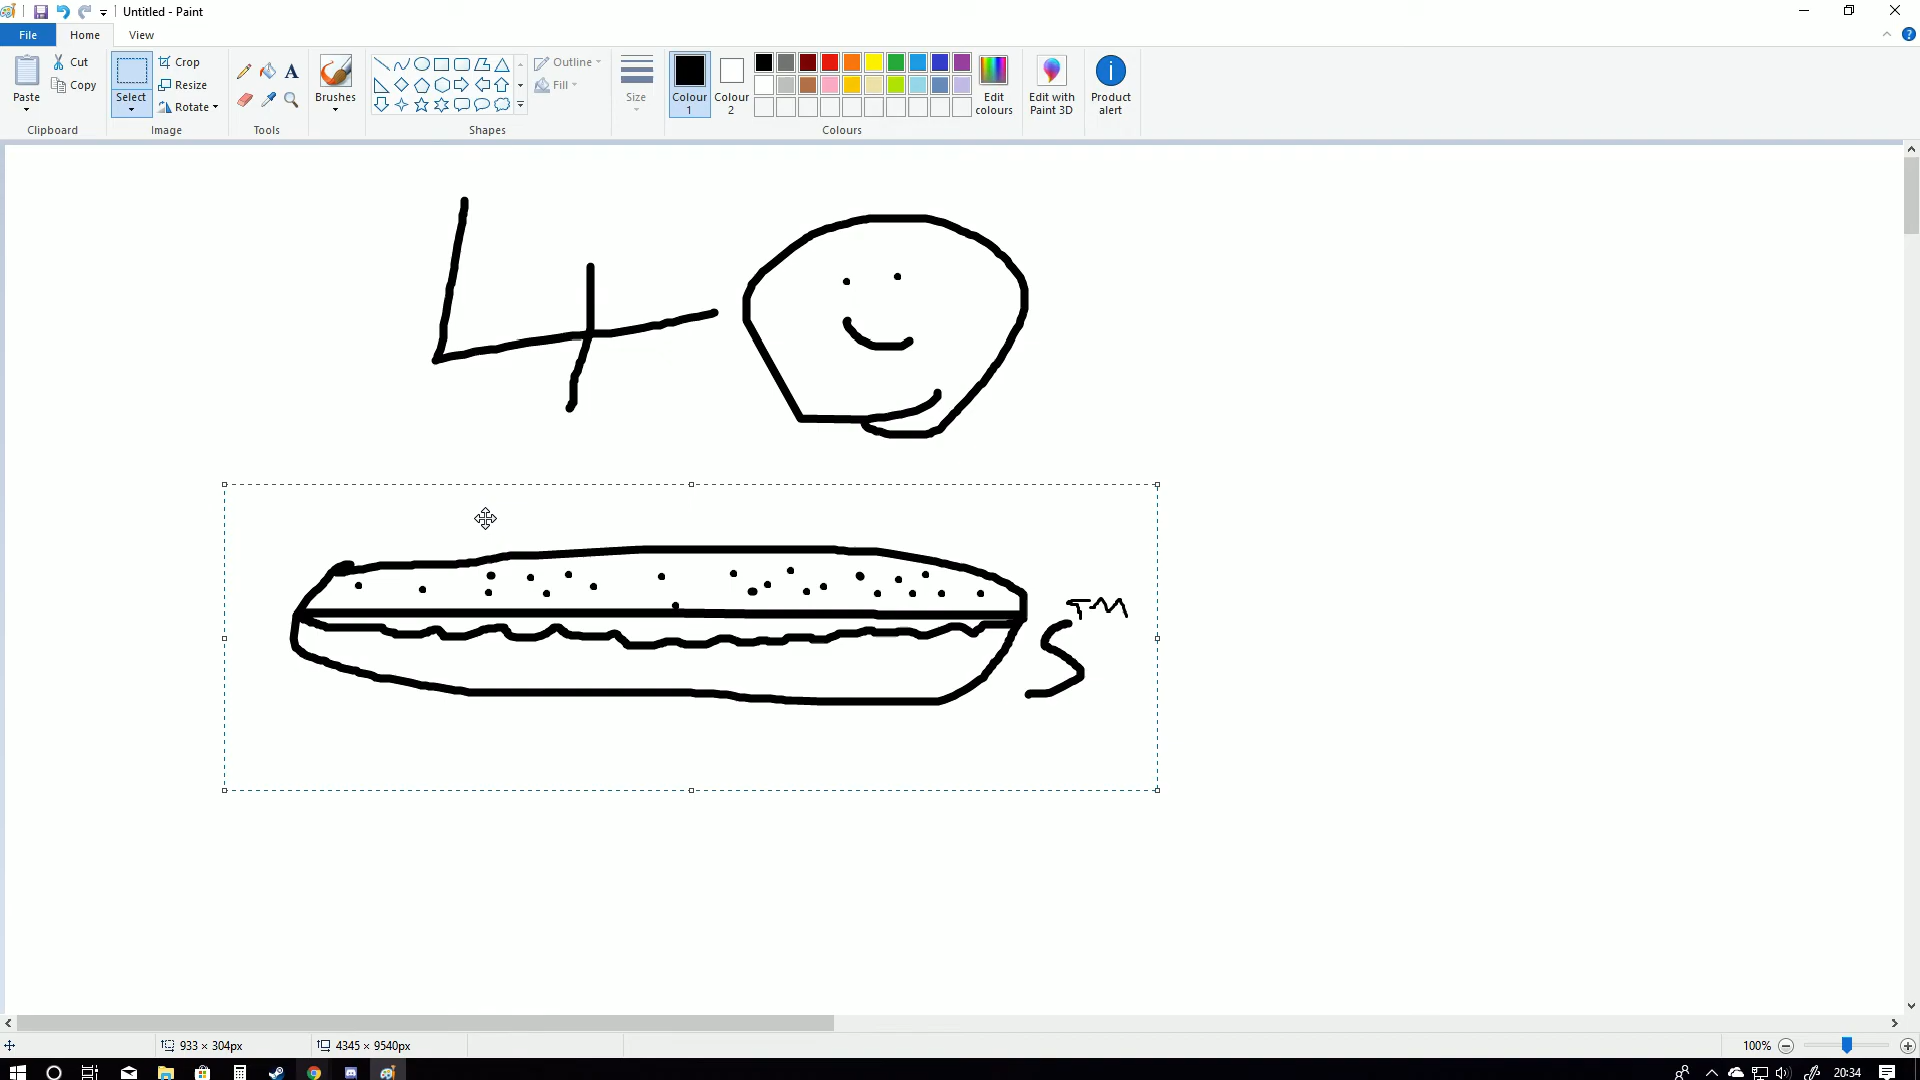 Untitled - Paint
File Home View
Paste
Cut
Copy
Clipboard
Select
Crop
Resize
Rotate
Image
A
Tools
Brushes
Shapes
Outline
Fill
Size
Colour 1
Colour 2
Edit colours
Colours
Edit with Paint 3D
Product alert
4
TM
S
933 × 304px 4345 × 9540px 100%
20:34